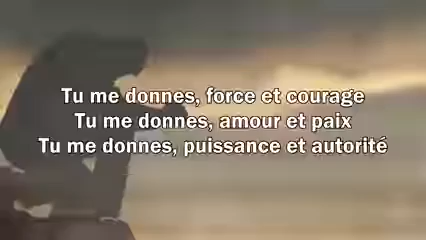 Tu me donnes, force et courage
Tu me donnes, amour et paix
Tu me donnes, puissance et autorité